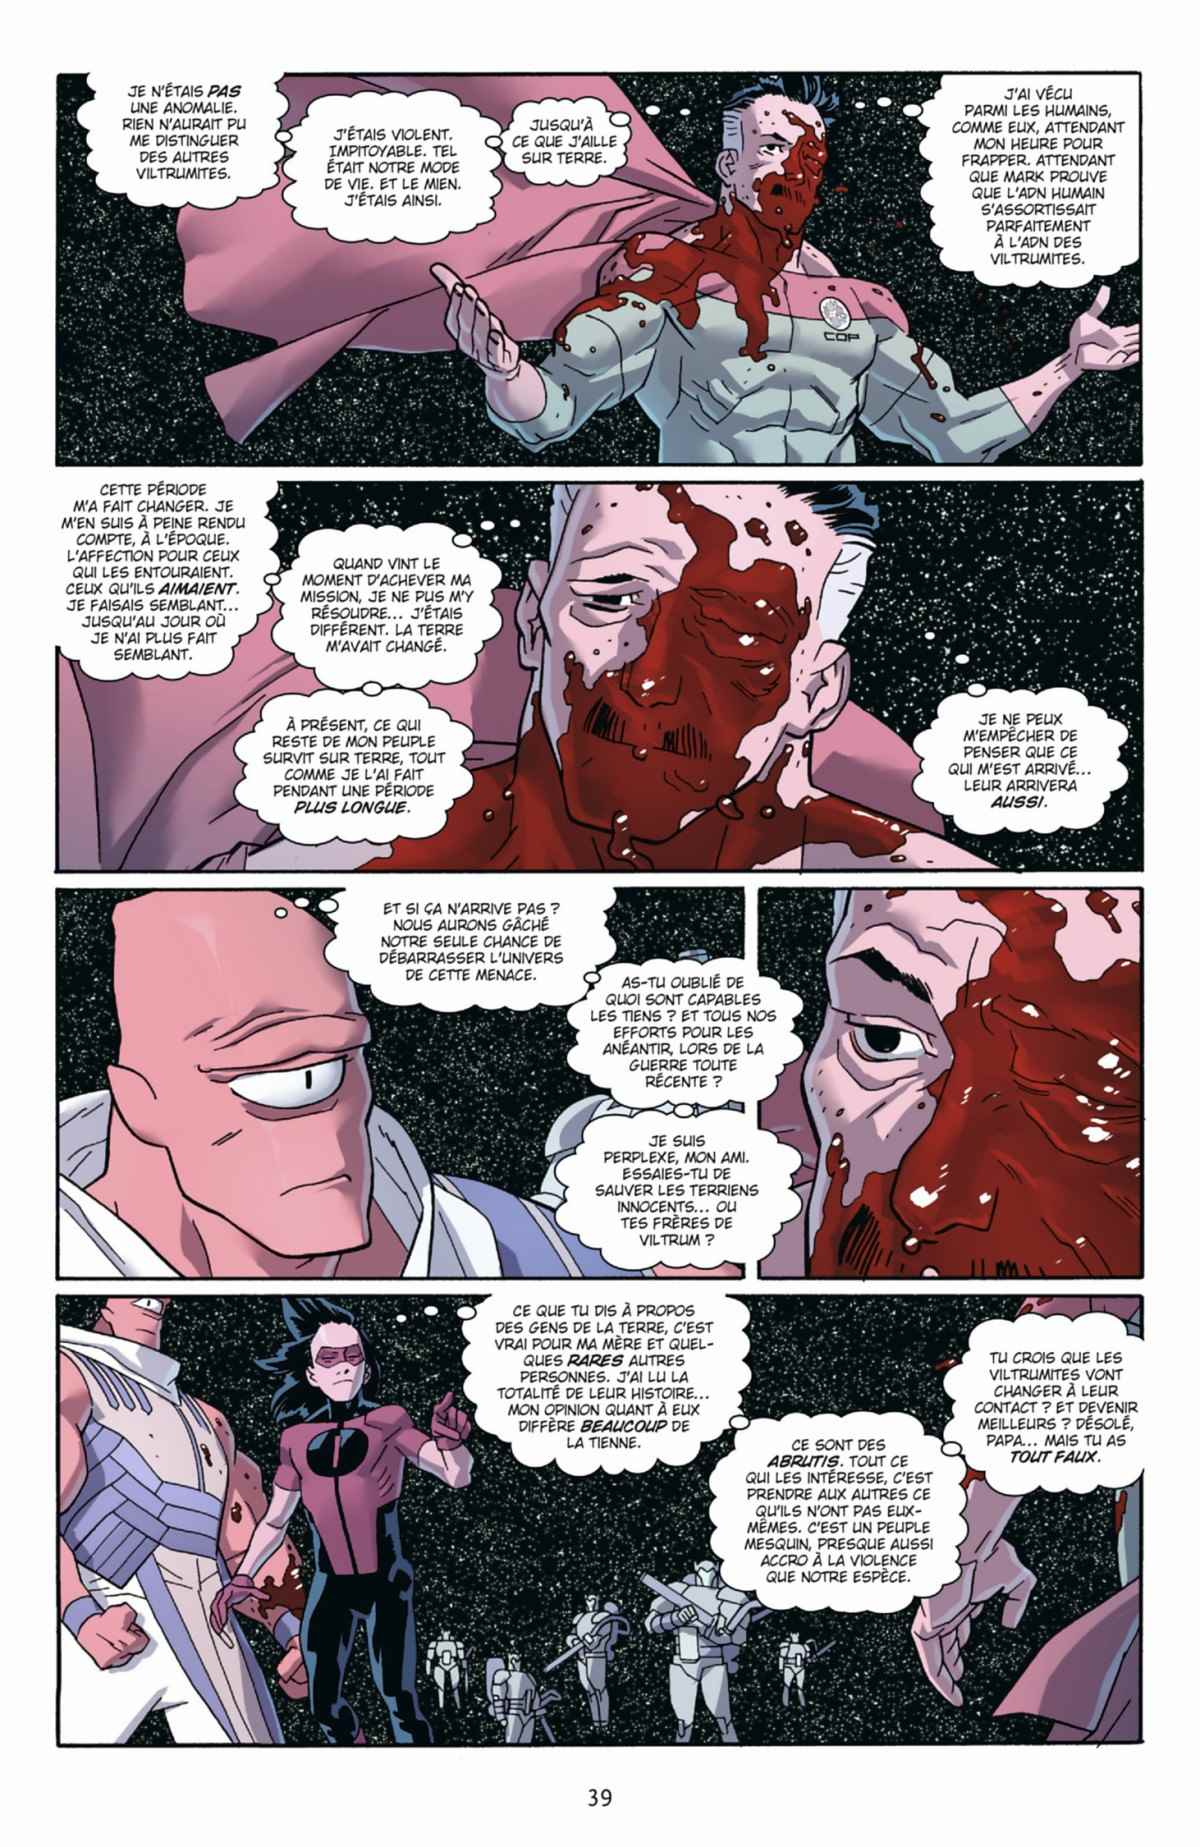 JE N'ÉTAIS PAS
UNE ANOMALIE.
RIEN N'AURAIT PU
ME DISTINGUER
DES AUTRES
VILTRUMITES.
J'ÉTAIS VIOLENT.
IMPITOYABLE. TEL
ÉTAIT NOTRE MODE
DE VIE. ET LE MIEN.
J'ÉTAIS AINSI.
JUSQU'À
CE QUE J'AILLE
SUR TERRE.
J'AI VÉCU
PARMI LES HUMAINS,
COMME EUX, ATTENDANT
MON HEURE POUR
FRAPPER. ATTENDANT
QUE MARK PROUVE
QUE L'ADN HUMAIN
S'ASSORTISSAIT
PARFAITEMENT
À L'ADN DES
VILTRUMITES.
CDP
CETTE PÉRIODE
M'A FAIT CHANGER. JE
M'EN SUIS À PEINE RENDU
COMPTE, À L'ÉPOQUE.
L'AFFECTION POUR CEUX
QUI LES ENTOURAIENT.
CEUX QU'ILS AIMAIENT.
JE FAISAIS SEMBLANT...
JUSQU'AU JOUR OÙ
JE N'AI PLUS FAIT
SEMBLANT.
QUAND VINT LE
MOMENT D'ACHEVER MA
MISSION, JE NE PUS M'Y
RÉSOUDRE... J'ÉTAIS
DIFFÉRENT. LA TERRE
M'AVAIT CHANGÉ.
À PRÉSENT, CE QUI
RESTE DE MON PEUPLE
SURVIT SUR TERRE, TOUT
COMME JE L'AI FAIT
PENDANT UNE PÉRIODE
PLUS LONGUE.
JE NE PEUX
M'EMPÊCHER DE
PENSER QUE CE
QUI M'EST ARRIVÉ...
LEUR ARRIVERA
AUSSI.
ET SI ÇA N'ARRIVE PAS ?
NOUS AURONS GÂCHÉ
NOTRE SEULE CHANCE DE
DÉBARRASSER L'UNIVERS
DE CETTE MENACE.
AS-TU OUBLIÉ DE
QUOI SONT CAPABLES
LES TIENS ? ET TOUS NOS
EFFORTS POUR LES
ANÉANTIR, LORS DE LA
GUERRE TOUTE
RÉCENTE ?
JE SUIS
PERPLEXE, MON AMI.
ESSAIES-TU DE
SAUVER LES TERRIENS
INNOCENTS... OU
TES FRÈRES DE
VILTRUM ?
CE QUE TU DIS À PROPOS
DES GENS DE LA TERRE, C'EST
VRAI POUR MA MÈRE ET QUEL-
QUES RARES AUTRES
PERSONNES. J'AI LU LA
TOTALITÉ DE LEUR HISTOIRE...
MON OPINION QUANT À EUX
DIFFÈRE BEAUCOUP DE
LA TIENNE.
CE SONT DES
ABRUTIS. TOUT CE
QUI LES INTÉRESSE, C'EST
PRENDRE AUX AUTRES CE
QU'ILS N'ONT PAS EUX-
MÊMES. C'EST UN PEUPLE
MESQUIN, PRESQUE AUSSI
ACCRO À LA VIOLENCE
QUE NOTRE ESPÈCE.
TU CROIS QUE LES
VILTRUMITES VONT
CHANGER À LEUR
CONTACT ? ET DEVENIR
MEILLEURS ? DÉSOLÉ,
PAPA... MAIS TU AS
TOUT FAUX.
39